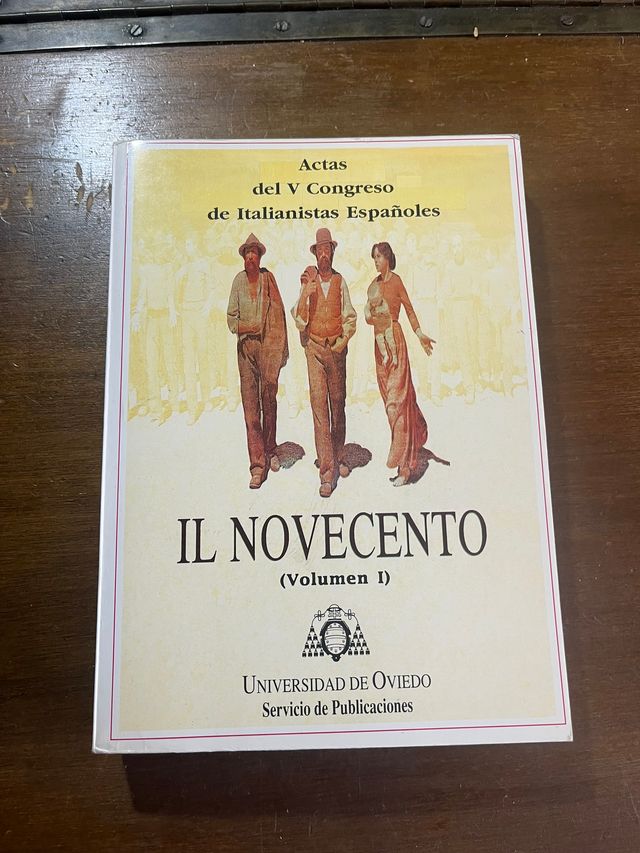 Actas
del V Congreso
de Italianistas Españoles
IL NOVECENTO
(Volumen I)
UNIVERSIDAD DE OVIEDO
Servicio de Publicaciones